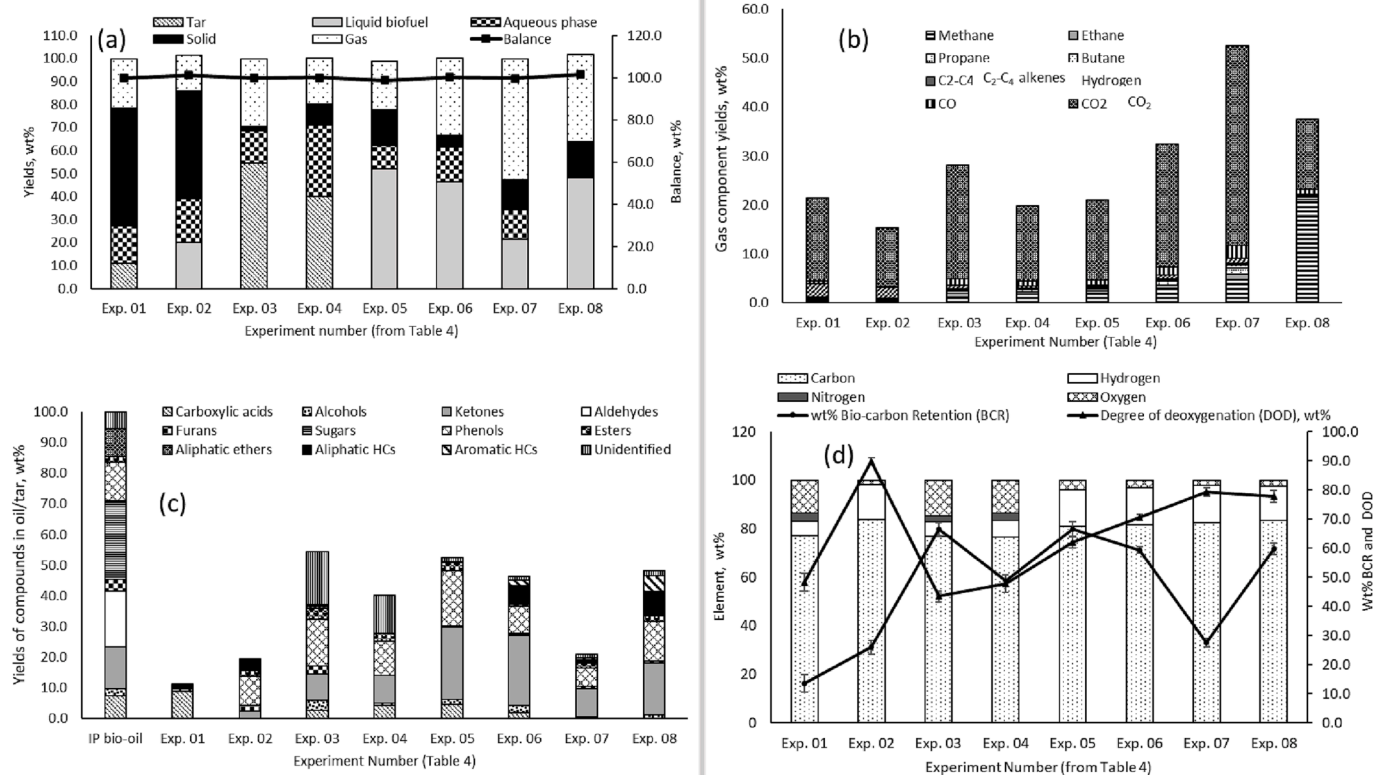 (a)
Tar Liquid biofuel Aqueous phase
Solid Gas Balance
110.0
100.0
90.0
80.0
70.0
60.0
50.0
40.0
30.0
20.0
10.0
0.0
Yields, wt%
120.0
100.0
80.0
60.0
40.0
20.0
0.0
Balance, wt%
Exp. 01 Exp. 02 Exp. 03 Exp. 04 Exp. 05 Exp. 06 Exp. 07 Exp. 08
Experiment number (from Table 4)
(b)
Methane Ethane
Propane Butane
C2-C4 C₂-C₄ alkenes Hydrogen
CO CO2 CO₂
60.0
50.0
40.0
30.0
20.0
10.0
0.0
Gas component yields, wt%
Exp. 01 Exp. 02 Exp. 03 Exp. 04 Exp. 05 Exp. 06 Exp. 07 Exp. 08
Experiment Number (Table 4)
(c)
Carboxylic acids Alcohols Ketones Aldehydes
Furans Sugars Phenols Esters
Aliphatic ethers Aliphatic HCs Aromatic HCs Unidentified
100.0
90.0
80.0
70.0
60.0
50.0
40.0
30.0
20.0
10.0
0.0
Yields of compounds in oil/tar, wt%
IP bio-oil Exp. 01 Exp. 02 Exp. 03 Exp. 04 Exp. 05 Exp. 06 Exp. 07 Exp. 08
Experiment Number (Table 4)
Carbon Hydrogen
Nitrogen Oxygen
wt% Bio-carbon Retention (BCR) Degree of deoxygenation (DOD), wt%
(d)
120
100
80
60
40
20
0
Element, wt%
100.0
90.0
80.0
70.0
60.0
50.0
40.0
30.0
20.0
10.0
0.0
Wt%BCR and DOD
Exp. 01 Exp. 02 Exp. 03 Exp. 04 Exp. 05 Exp. 06 Exp. 07 Exp. 08
Experiment Number (from Table 4)